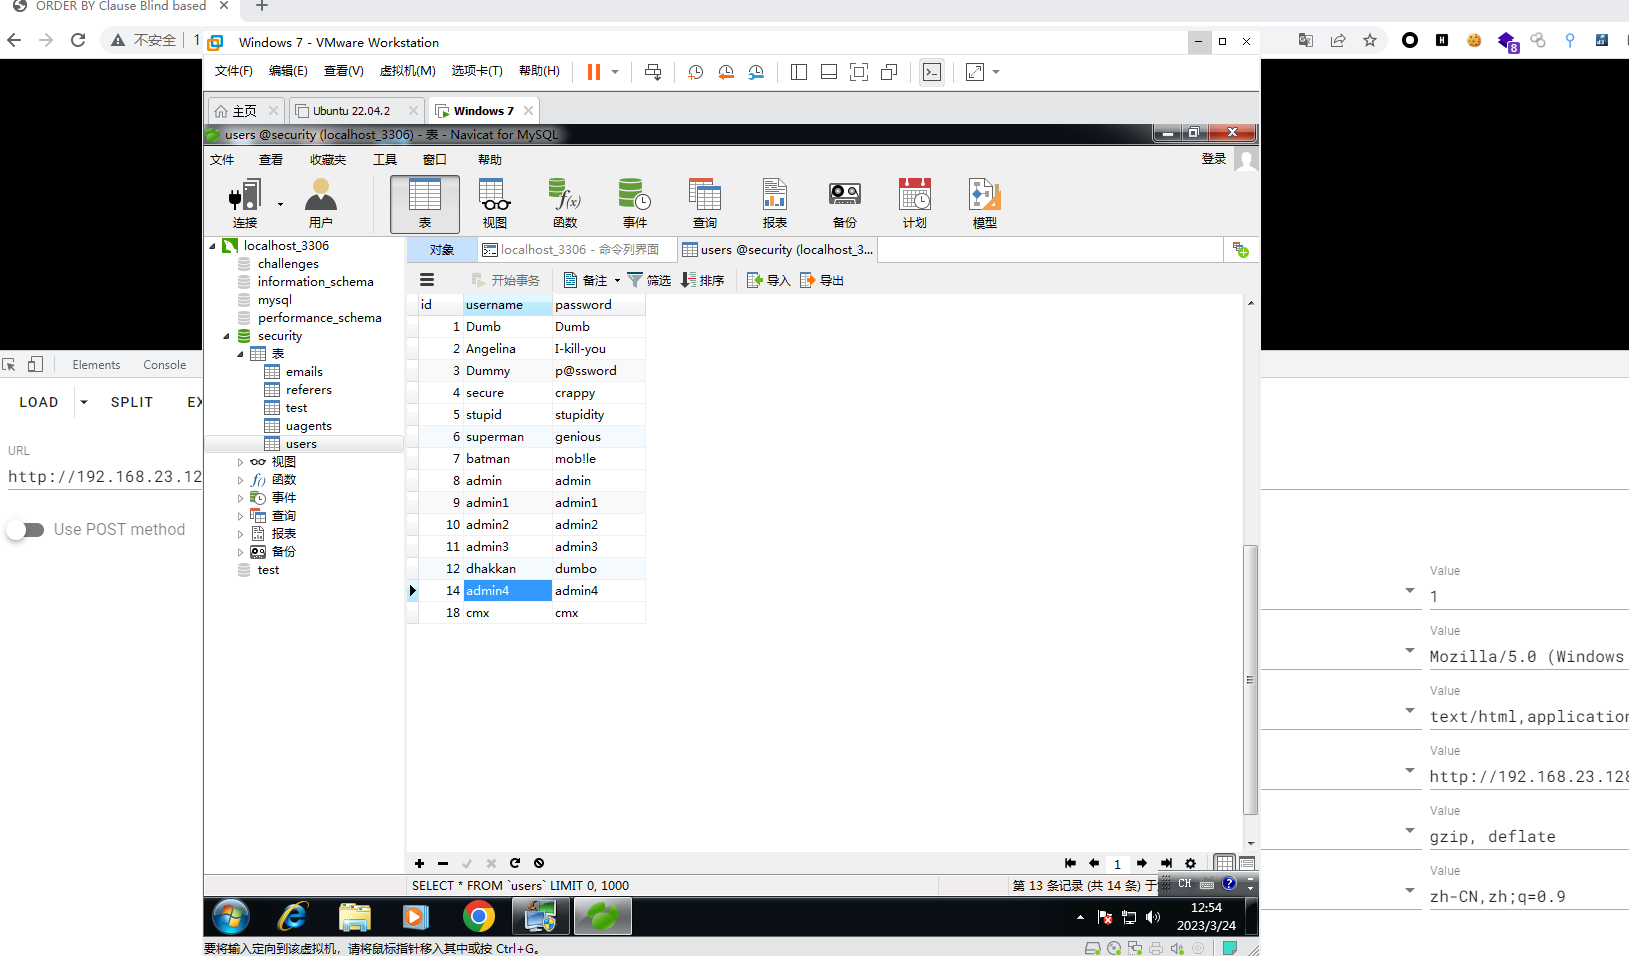 ORDER BY Clause Blind based
不安全 1
Windows 7 - VMware Workstation
文件(F) 编辑(E) 查看(V) 虚拟机(M) 选项卡(T) 帮助(H)
主页 Ubuntu 22.04.2 Windows 7
users @security (localhost_3306) - 表 - Navicat for MySQL
文件 查看 收藏夹 工具 窗口 帮助 登录
连接 用户 表 视图 函数 事件 查询 报表 备份 计划 模型
localhost_3306
challenges
information_schema
mysql
performance_schema
security
表
emails
referers
test
uagents
users
视图
函数
事件
查询
报表
备份
test
对象 localhost_3306 - 命令列界面 users @security (localhost_3...
开始事务 备注 筛选 排序 导入 导出
id username password
1 Dumb Dumb
2 Angelina I-kill-you
3 Dummy p@ssword
4 secure crappy
5 stupid stupidity
6 superman genious
7 batman mob!le
8 admin admin
9 admin1 admin1
10 admin2 admin2
11 admin3 admin3
12 dhakkan dumbo
14 admin4 admin4
18 cmx cmx
1
SELECT * FROM `users` LIMIT 0, 1000
第 13 条记录 (共 14 条) 于
CH
12:54
2023/3/24
要将输入定向到该虚拟机，请将鼠标指针移入其中或按 Ctrl+G。
Elements Console
LOAD SPLIT EX
URL
http://192.168.23.12
Use POST method
8
Value
1
Value
Mozilla/5.0 (Windows
Value
text/html,application
Value
http://192.168.23.128
Value
gzip, deflate
Value
zh-CN,zh;q=0.9